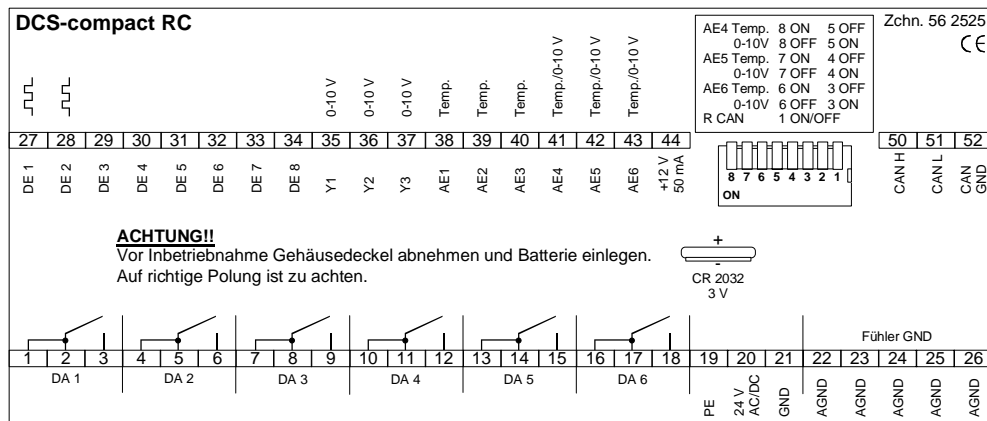 DCS-compact RC
Zchn. 56 2525
CE
AE4 Temp. 8 ON 5 OFF
0-10V 8 OFF 5 ON
AE5 Temp. 7 ON 4 OFF
0-10V 7 OFF 4 ON
AE6 Temp. 6 ON 3 OFF
0-10V 6 OFF 3 ON
R CAN 1 ON/OFF
0-10 V 0-10 V 0-10 V Temp. Temp. Temp. Temp./0-10 V Temp./0-10 V Temp./0-10 V
27 28 29 30 31 32 33 34 35 36 37 38 39 40 41 42 43 44
50 51 52
DE 1 DE 2 DE 3 DE 4 DE 5 DE 6 DE 7 DE 8 Y1 Y2 Y3 AE1 AE2 AE3 AE4 AE5 AE6
+12 V
50 mA
8 7 6 5 4 3 2 1
ON
CAN H CAN L
CAN
GND
ACHTUNG!!
Vor Inbetriebnahme Gehäusedeckel abnehmen und Batterie einlegen.
Auf richtige Polung ist zu achten.
+
-
CR 2032
3 V
Fühler GND
1 2 3 4 5 6 7 8 9 10 11 12 13 14 15 16 17 18 19 20 21 22 23 24 25 26
DA 1 DA 2 DA 3 DA 4 DA 5 DA 6
PE
24 V
AC/DC
GND
AGND AGND AGND AGND AGND